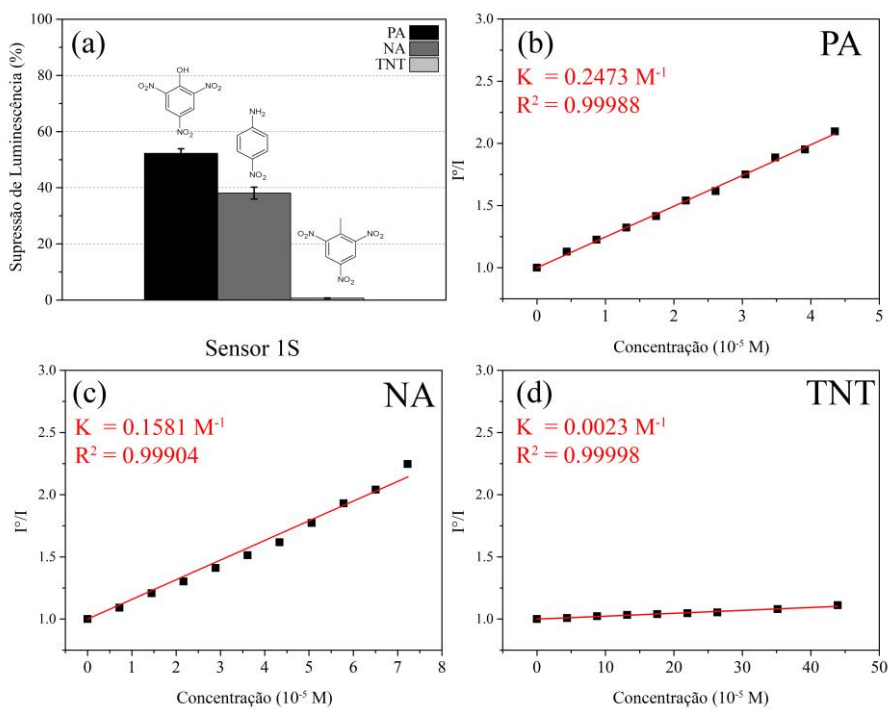 (a)
PA
NA
TNT
Supressão de Luminescência (%)
100
80
60
40
20
0
OH
NO₂
NO₂
NO₂
NH₂
NO₂
NO₂
NO₂
NO₂
Sensor 1S
(b)
PA
K = 0.2473 M⁻¹
R² = 0.99988
I°/I
3.0
2.5
2.0
1.5
1.0
0 1 2 3 4 5
Concentração (10⁻⁵ M)
(c)
NA
K = 0.1581 M⁻¹
R² = 0.99904
I°/I
3.0
2.5
2.0
1.5
1.0
0 1 2 3 4 5 6 7 8
Concentração (10⁻⁵ M)
(d)
TNT
K = 0.0023 M⁻¹
R² = 0.99998
I°/I
3.0
2.5
2.0
1.5
1.0
0 10 20 30 40 50
Concentração (10⁻⁵ M)